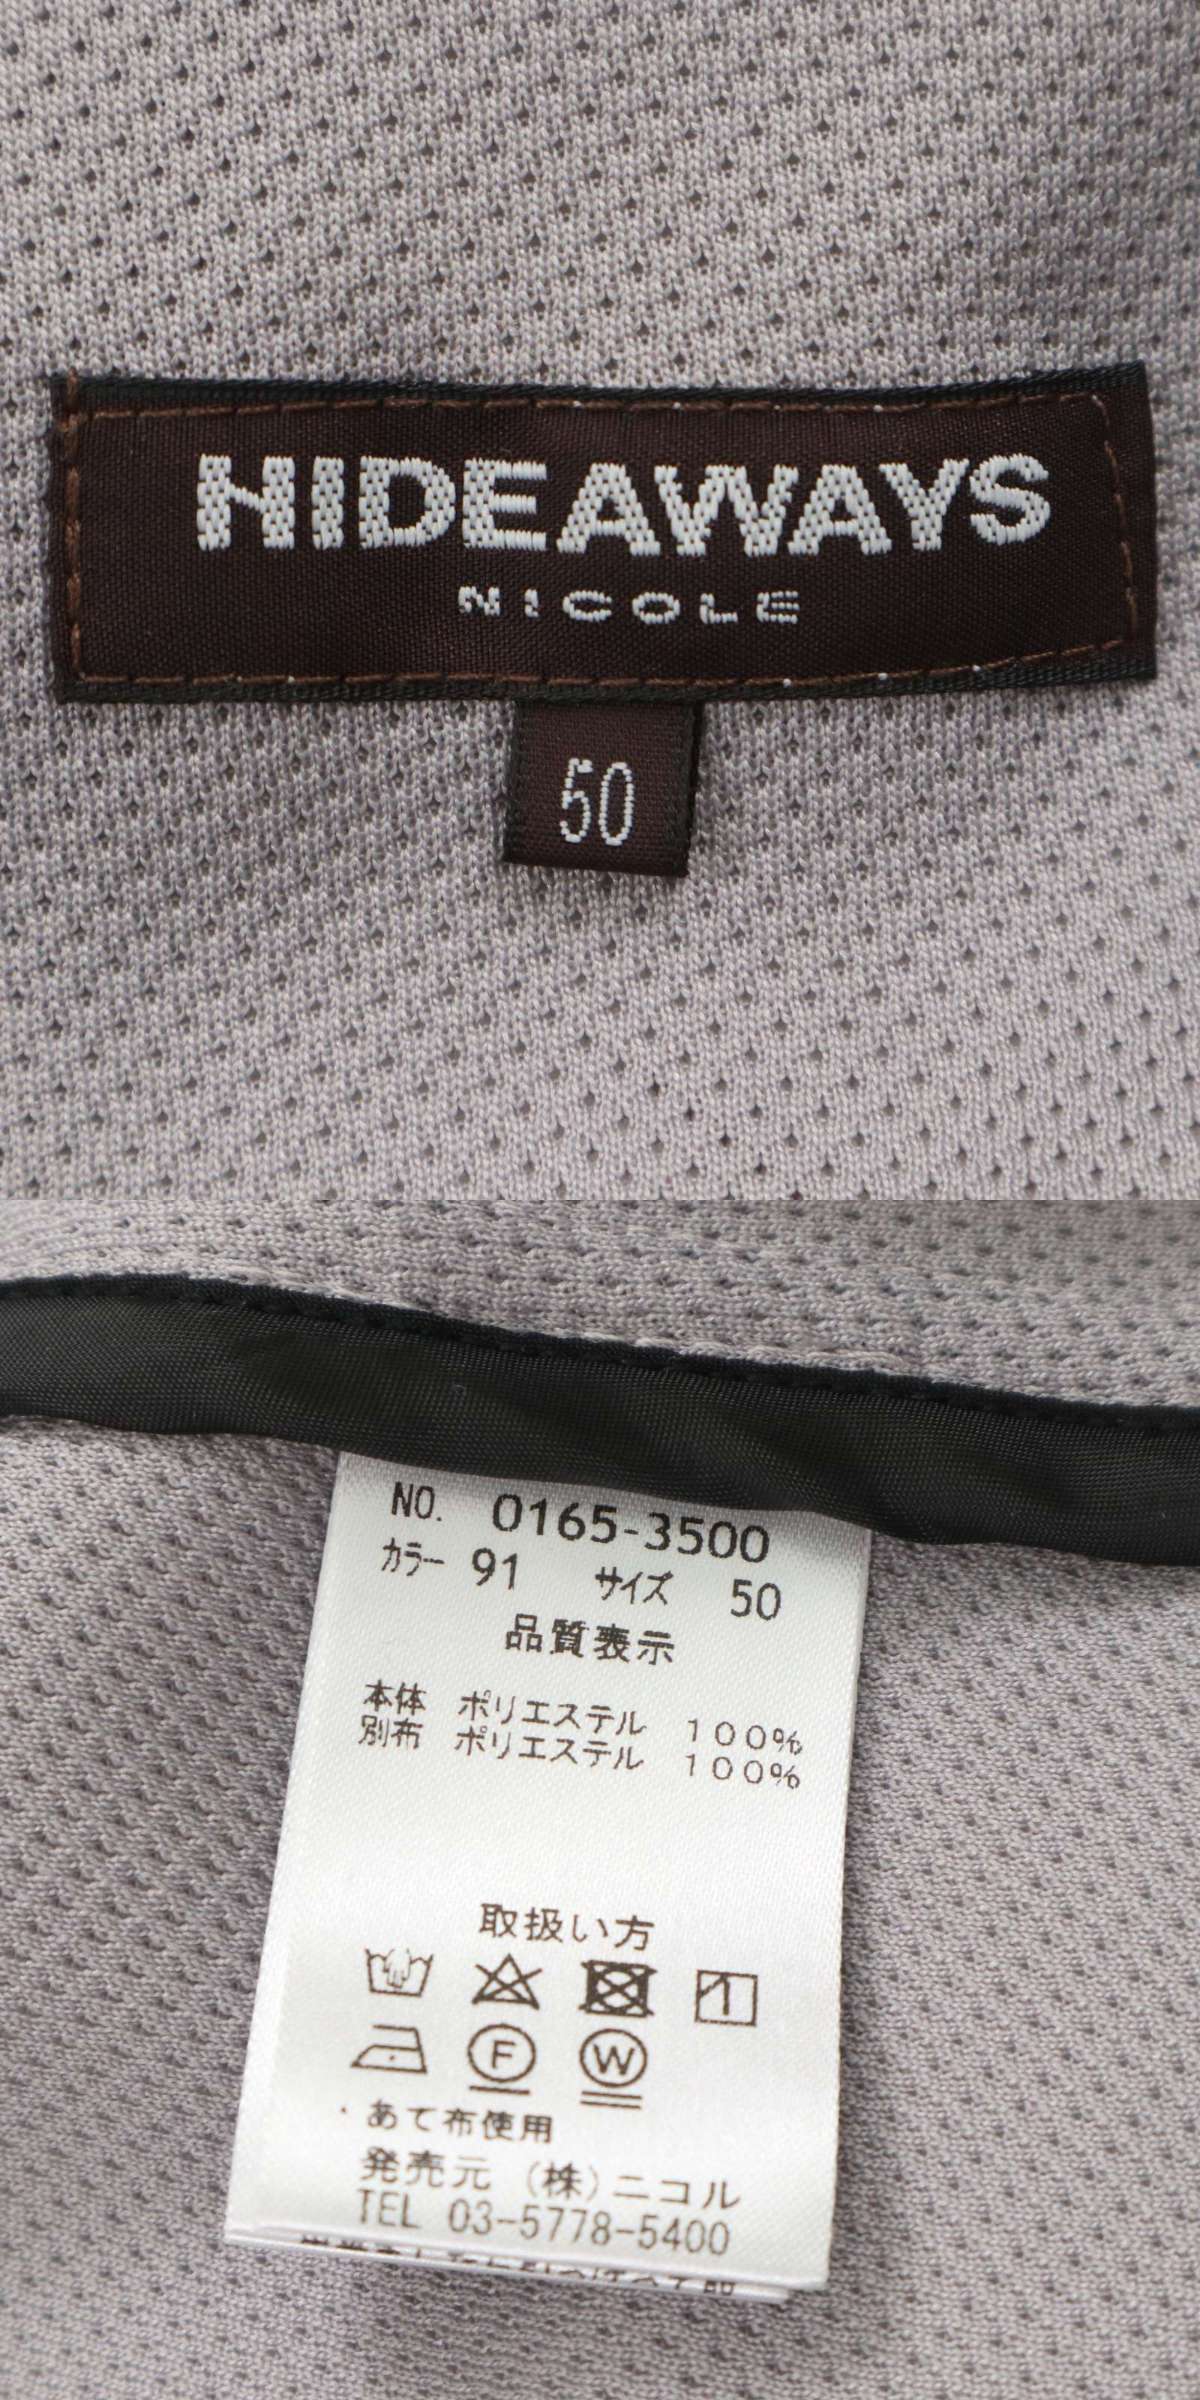 HIDEAWAYS
NICOLE
50
NO. 0165-3500
カラー 91 サイズ 50
品質表示
本体 ポリエステル 100%
別布 ポリエステル 100%
取扱い方
F W
・あて布使用
発売元 (株)ニコル
TEL 03-5778-5400